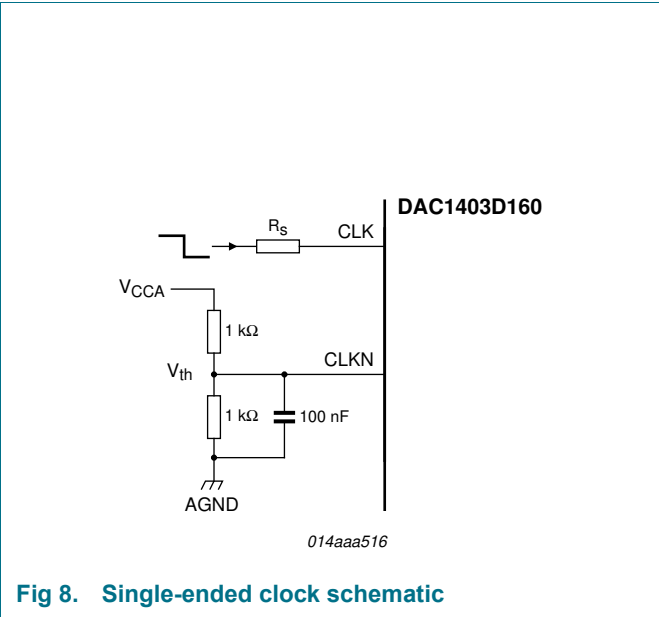 DAC1403D160
RS
CLK
VCCA
1 kΩ
CLKN
Vth
1 kΩ
100 nF
AGND
014aaa516
Fig 8. Single-ended clock schematic